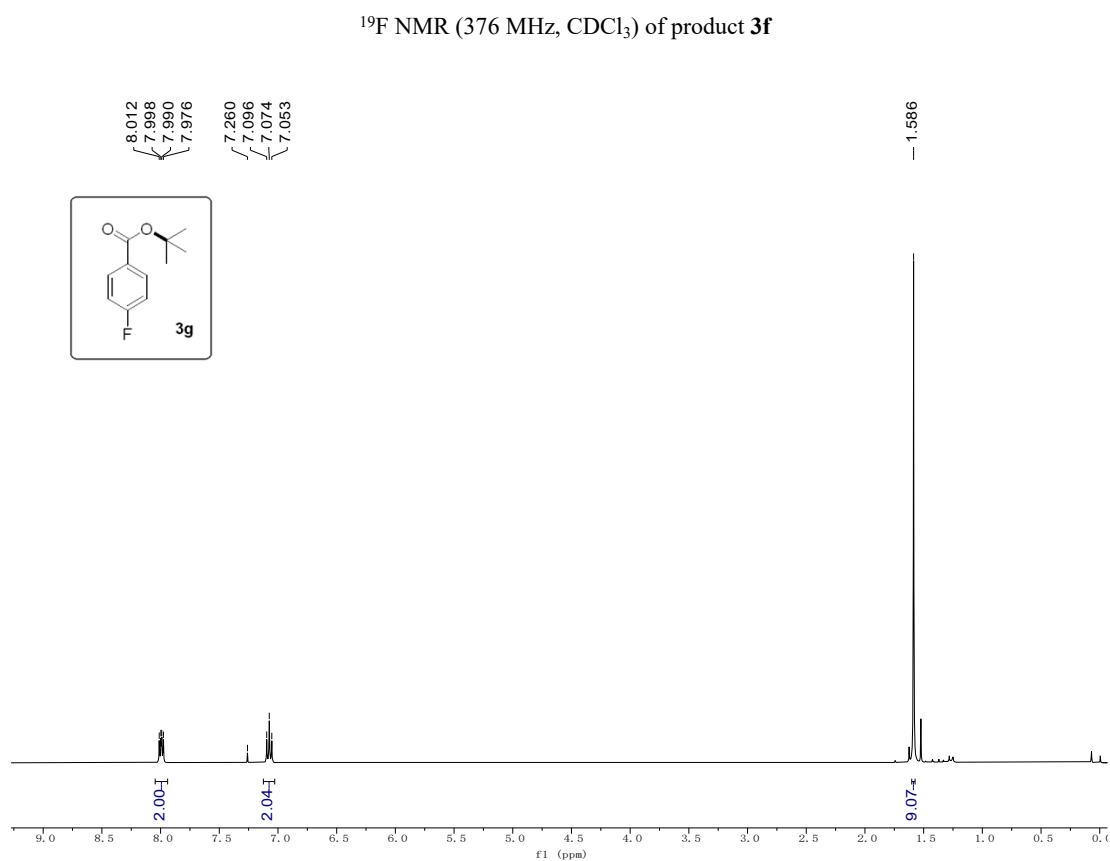 ¹⁹F NMR (376 MHz, CDCl₃) of product 3f
8.012
7.998
7.990
7.976
7.260
7.096
7.074
7.053
1.586
O
O
F
3g
2.00
2.04
9.07
9.0 8.5 8.0 7.5 7.0 6.5 6.0 5.5 5.0 4.5 4.0 3.5 3.0 2.5 2.0 1.5 1.0 0.5 0.0
f1 (ppm)